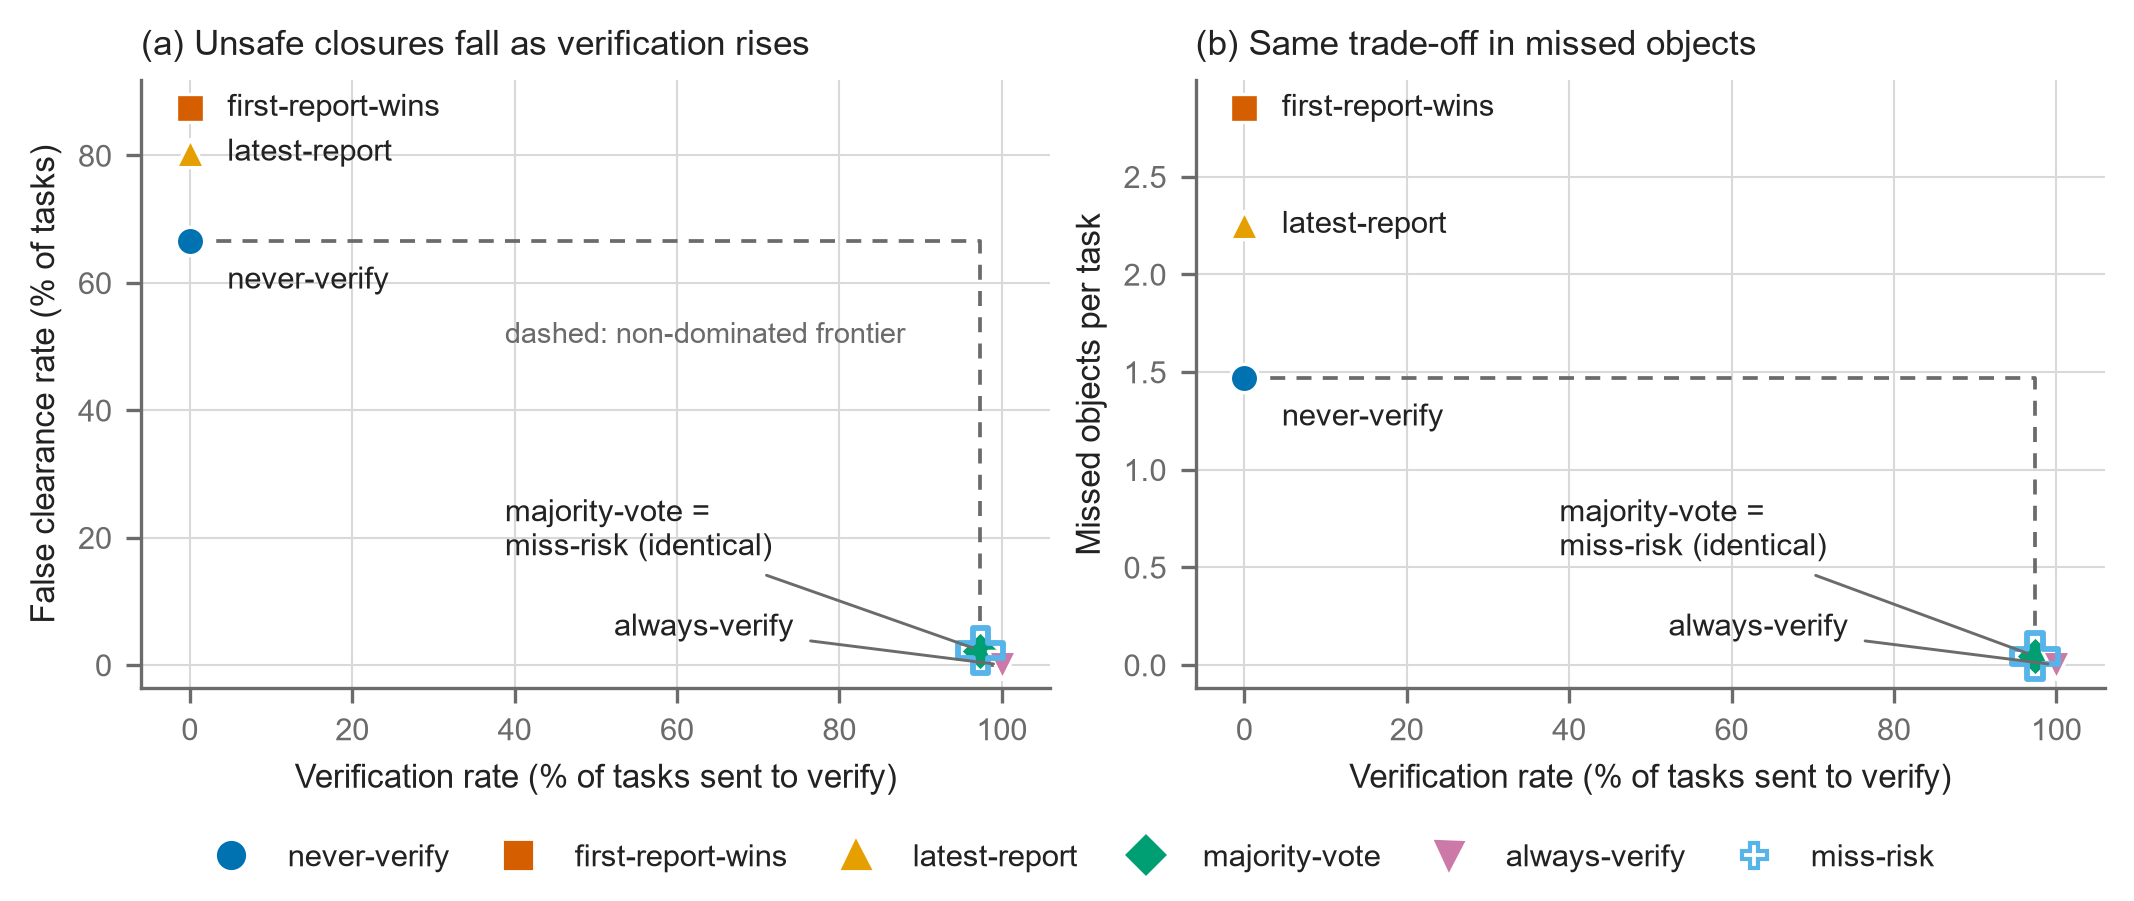 (a) Unsafe closures fall as verification rises
first-report-wins
latest-report
never-verify
dashed: non-dominated frontier
majority-vote =
miss-risk (identical)
always-verify
80
60
40
20
0
False clearance rate (% of tasks)
0 20 40 60 80 100
Verification rate (% of tasks sent to verify)
(b) Same trade-off in missed objects
first-report-wins
latest-report
never-verify
majority-vote =
miss-risk (identical)
always-verify
2.5
2.0
1.5
1.0
0.5
0.0
Missed objects per task
0 20 40 60 80 100
Verification rate (% of tasks sent to verify)
never-verify first-report-wins latest-report majority-vote always-verify miss-risk